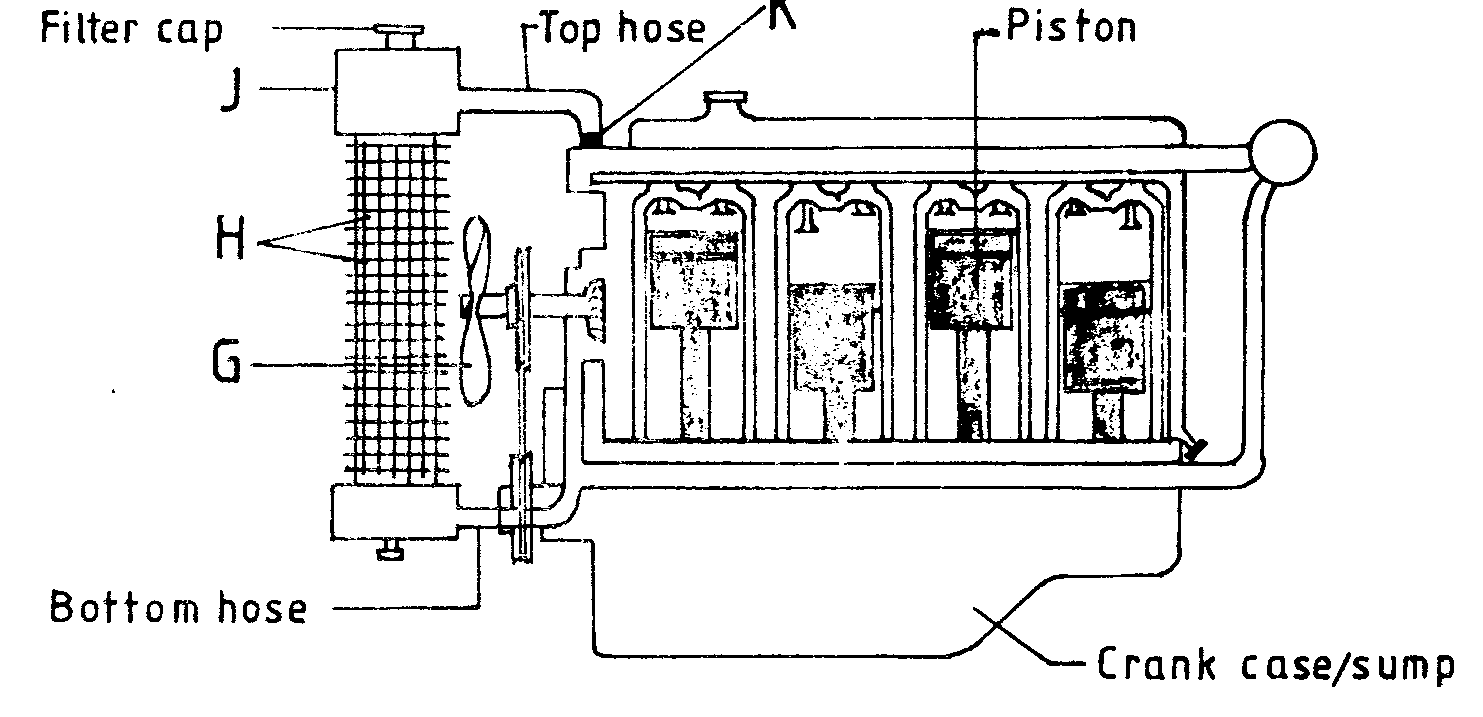 Filter cap
Top hose
K
Piston
J
H
G
Bottom hose
Crank case/sump